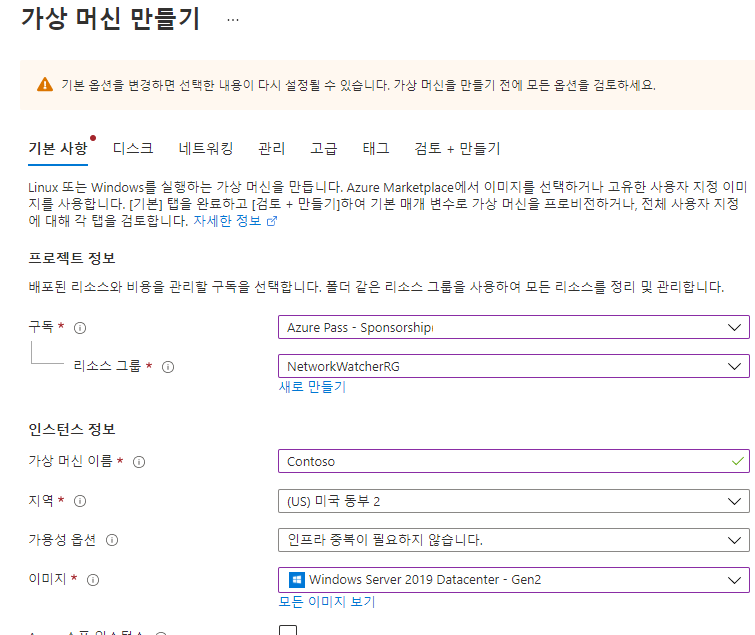 가상 머신 만들기 ...
기본 옵션을 변경하면 선택한 내용이 다시 설정될 수 있습니다. 가상 머신을 만들기 전에 모든 옵션을 검토하세요.
기본 사항 디스크 네트워킹 관리 고급 태그 검토 + 만들기
Linux 또는 Windows를 실행하는 가상 머신을 만듭니다. Azure Marketplace에서 이미지를 선택하거나 고유한 사용자 지정 이미
지를 사용합니다. [기본] 탭을 완료하고 [검토 + 만들기]하여 기본 매개 변수로 가상 머신을 프로비전하거나, 전체 사용자 지정
에 대해 각 탭을 검토합니다. 자세한 정보
프로젝트 정보
배포된 리소스와 비용을 관리할 구독을 선택합니다. 폴더 같은 리소스 그룹을 사용하여 모든 리소스를 정리 및 관리합니다.
구독 * Azure Pass - Sponsorship
리소스 그룹 * NetworkWatcherRG
새로 만들기
인스턴스 정보
가상 머신 이름 * Contoso
지역 * (US) 미국 동부 2
가용성 옵션 인프라 중복이 필요하지 않습니다.
이미지 * Windows Server 2019 Datacenter - Gen2
모든 이미지 보기